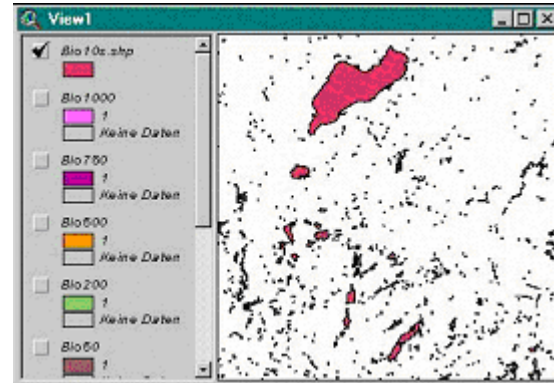 View1
Bio10s.shp
Bio1000
1
Keine Daten
Bio750
1
Keine Daten
Bio500
1
Keine Daten
Bio200
1
Keine Daten
Bio50
1